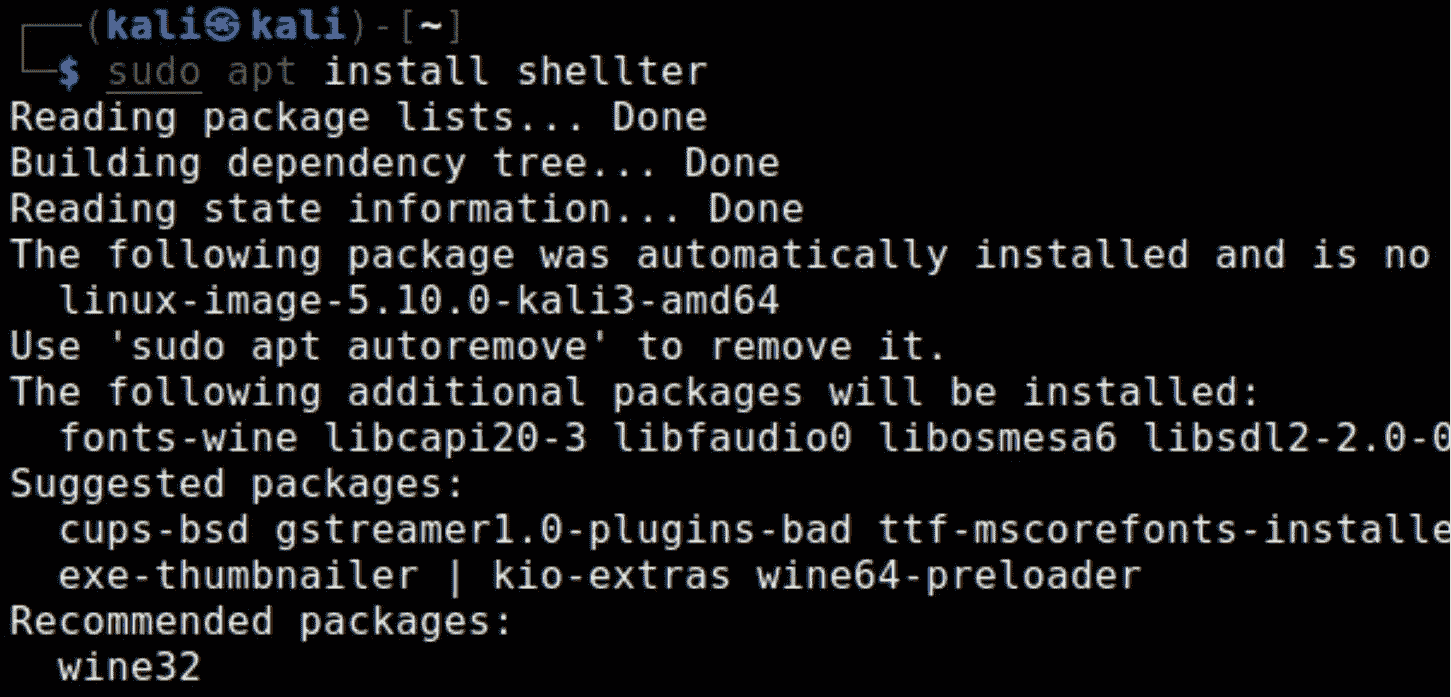 (kali㉿kali)-[~]
$ sudo apt install shellter
Reading package lists... Done
Building dependency tree... Done
Reading state information... Done
The following package was automatically installed and is no
linux-image-5.10.0-kali3-amd64
Use 'sudo apt autoremove' to remove it.
The following additional packages will be installed:
fonts-wine libcapi20-3 libfaudio0 libosmesa6 libsdl2-2.0-0
Suggested packages:
cups-bsd gstreamer1.0-plugins-bad ttf-mscorefonts-installe
exe-thumbnailer | kio-extras wine64-preloader
Recommended packages:
wine32